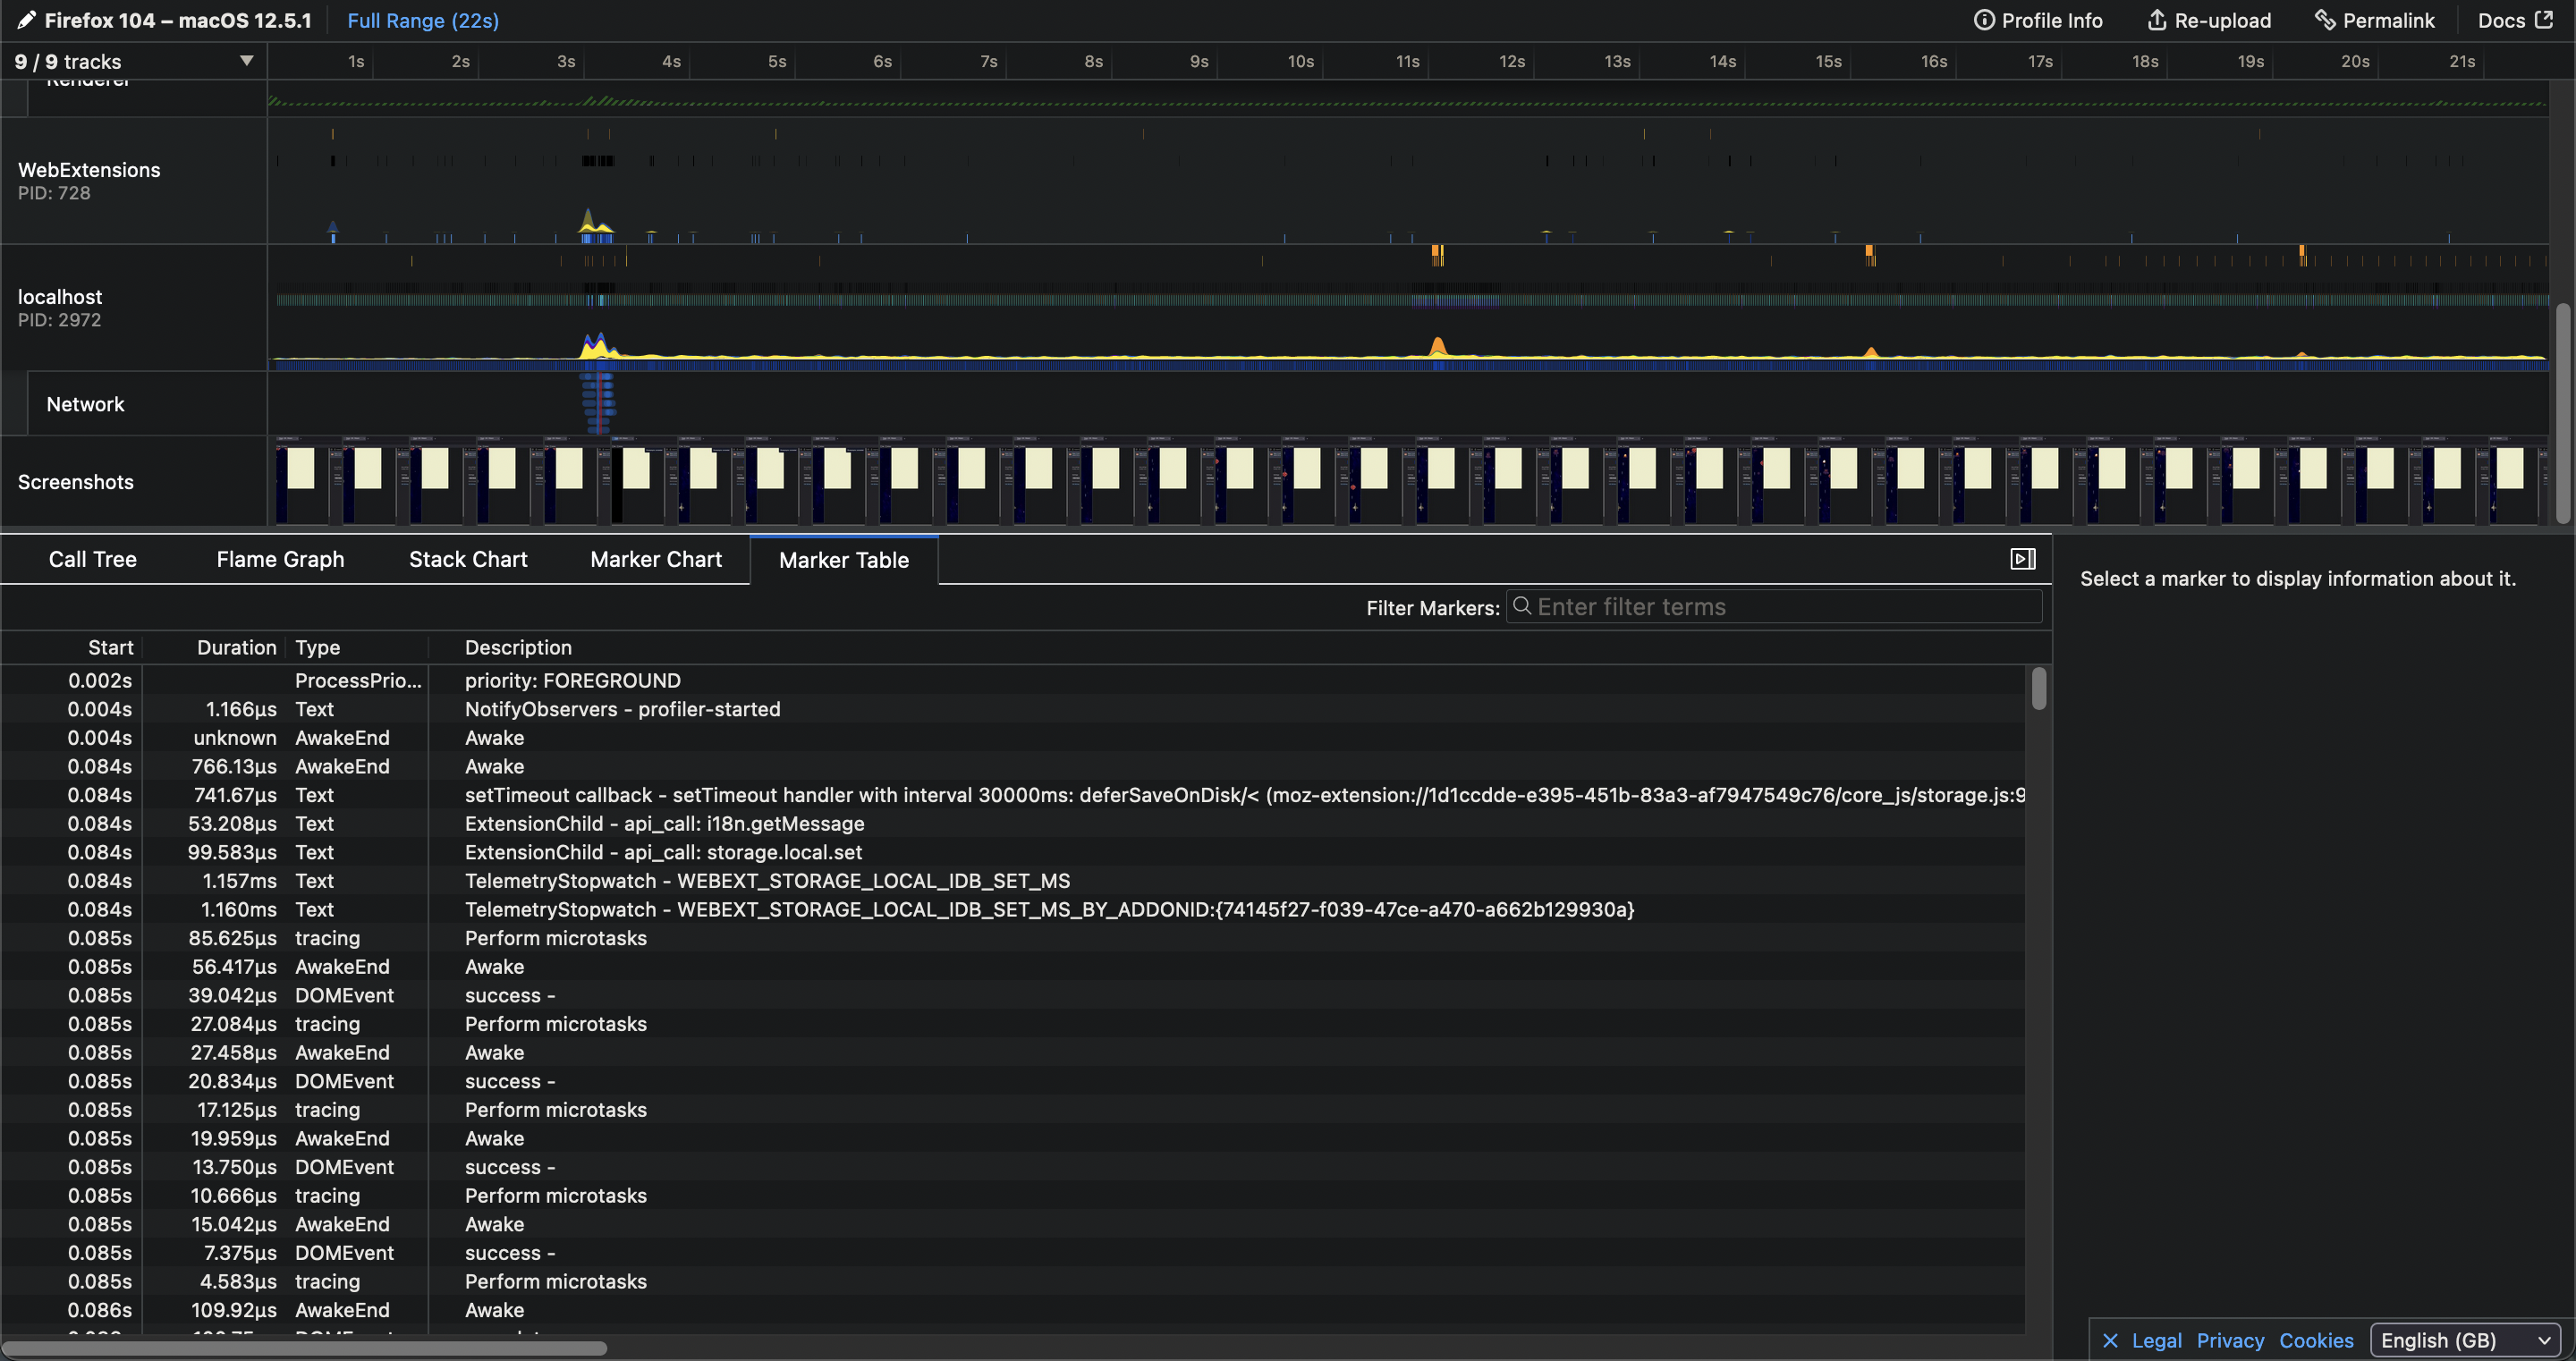 Firefox 104 – macOS 12.5.1 Full Range (22s) Profile Info Re-upload Permalink Docs
9 / 9 tracks 1s 2s 3s 4s 5s 6s 7s 8s 9s 10s 11s 12s 13s 14s 15s 16s 17s 18s 19s 20s 21s
Renderer
WebExtensions
PID: 728
localhost
PID: 2972
Network
Screenshots
Call Tree Flame Graph Stack Chart Marker Chart Marker Table
Select a marker to display information about it.
Filter Markers: Enter filter terms
Start Duration Type Description
0.002s ProcessPrio... priority: FOREGROUND
0.004s 1.166μs Text NotifyObservers - profiler-started
0.004s unknown AwakeEnd Awake
0.084s 766.13μs AwakeEnd Awake
0.084s 741.67μs Text setTimeout callback - setTimeout handler with interval 30000ms: deferSaveOnDisk/< (moz-extension://1d1ccdde-e395-451b-83a3-af7947549c76/core_js/storage.js:9
0.084s 53.208μs Text ExtensionChild - api_call: i18n.getMessage
0.084s 99.583μs Text ExtensionChild - api_call: storage.local.set
0.084s 1.157ms Text TelemetryStopwatch - WEBEXT_STORAGE_LOCAL_IDB_SET_MS
0.084s 1.160ms Text TelemetryStopwatch - WEBEXT_STORAGE_LOCAL_IDB_SET_MS_BY_ADDONID:{74145f27-f039-47ce-a470-a662b129930a}
0.085s 85.625μs tracing Perform microtasks
0.085s 56.417μs AwakeEnd Awake
0.085s 39.042μs DOMEvent success -
0.085s 27.084μs tracing Perform microtasks
0.085s 27.458μs AwakeEnd Awake
0.085s 20.834μs DOMEvent success -
0.085s 17.125μs tracing Perform microtasks
0.085s 19.959μs AwakeEnd Awake
0.085s 13.750μs DOMEvent success -
0.085s 10.666μs tracing Perform microtasks
0.085s 15.042μs AwakeEnd Awake
0.085s 7.375μs DOMEvent success -
0.085s 4.583μs tracing Perform microtasks
0.086s 109.92μs AwakeEnd Awake
Legal Privacy Cookies English (GB)